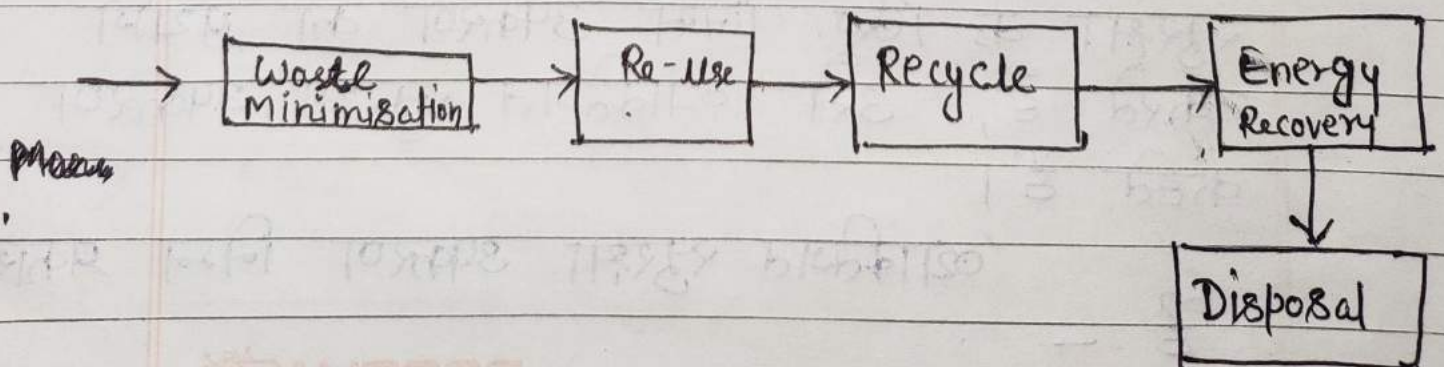 Waste
Minimisation
Re-Use
Recycle
Energy
Recovery
Disposal